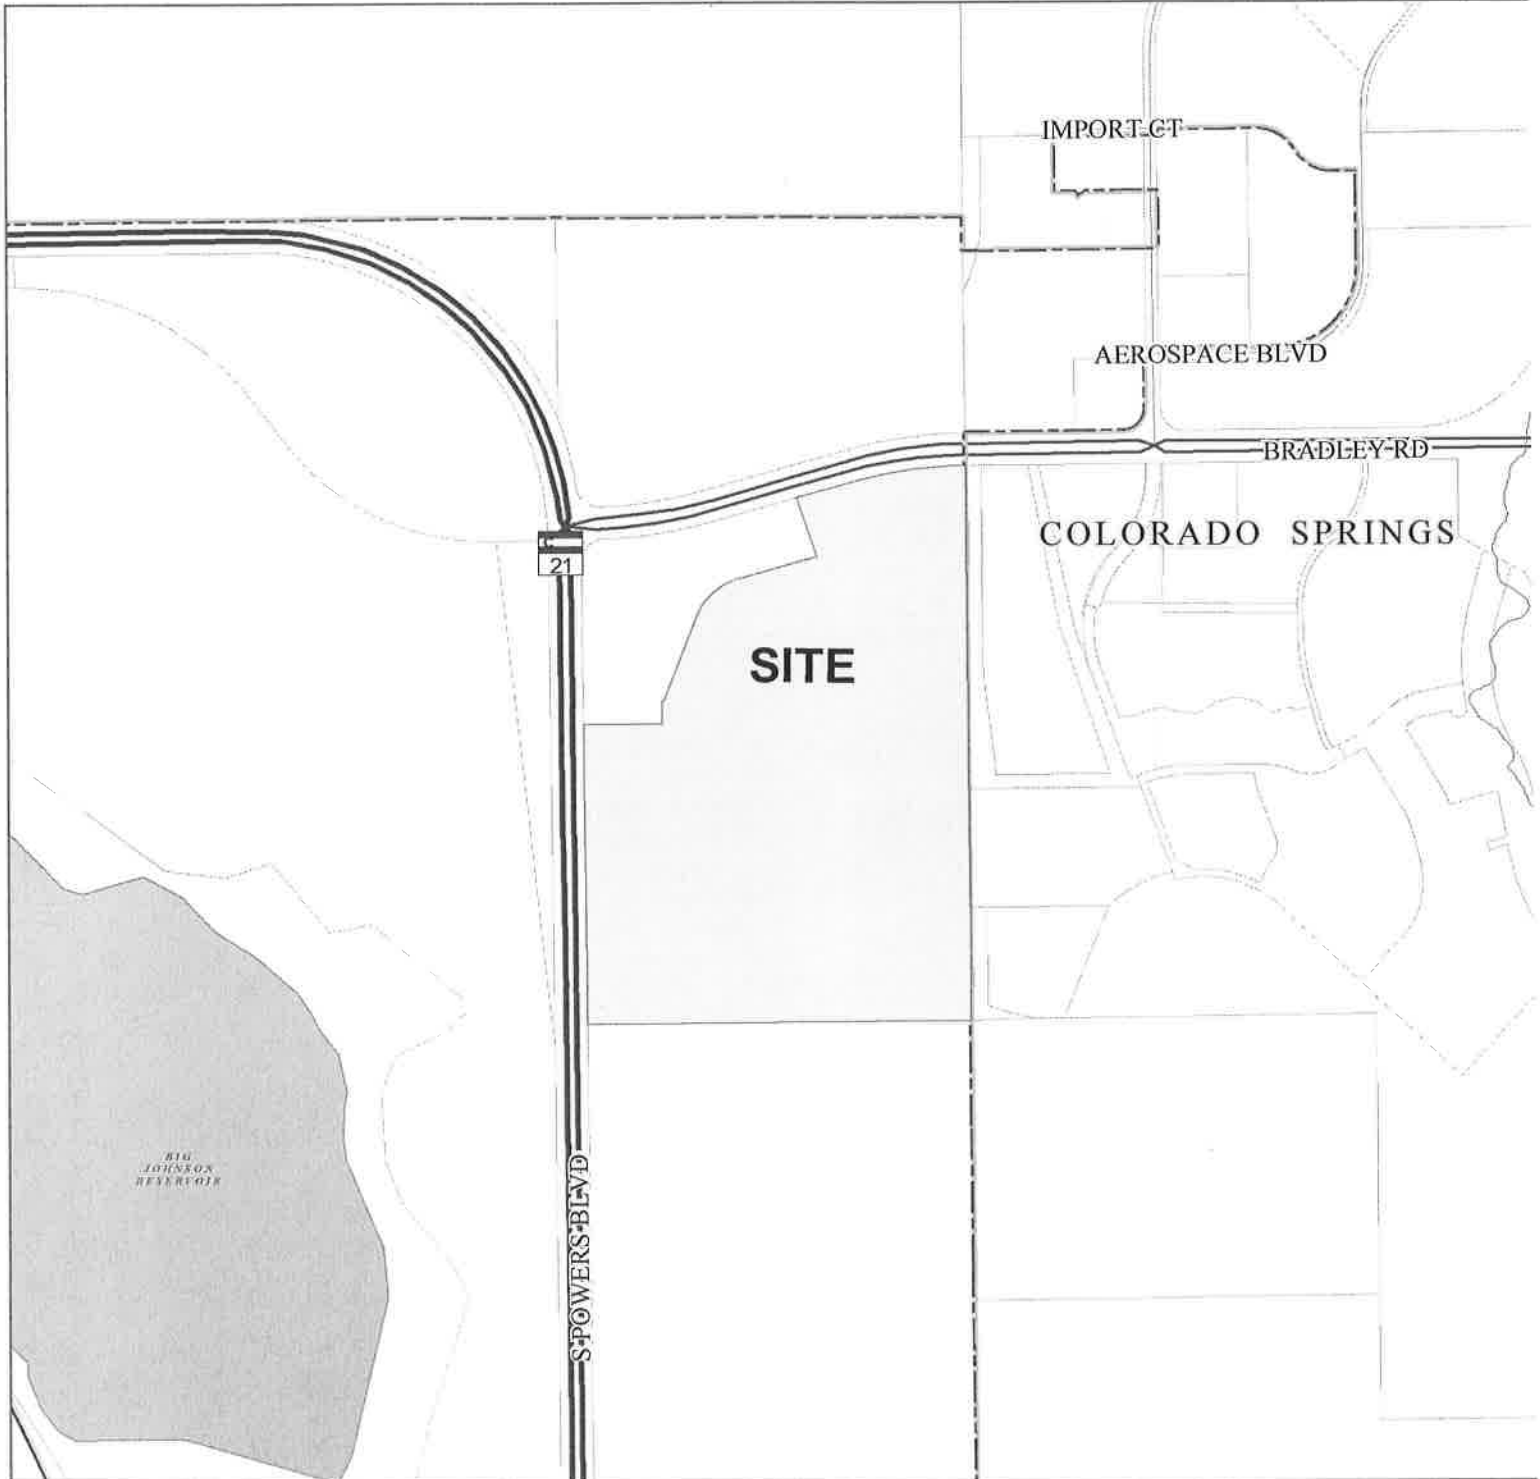 IMPORT CT
AEROSPACE BLVD
BRADLEY RD
COLORADO SPRINGS
C
21
SITE
BIG
JOHNSON
RESERVOIR
S POWERS BLVD